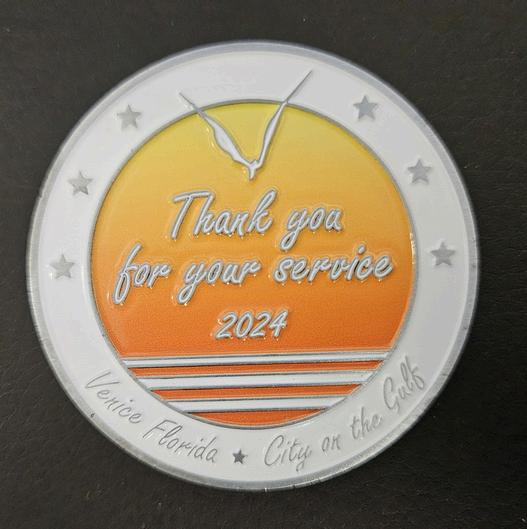 Thank you
for your service
2024
Venice Florida ★ City on the Gulf